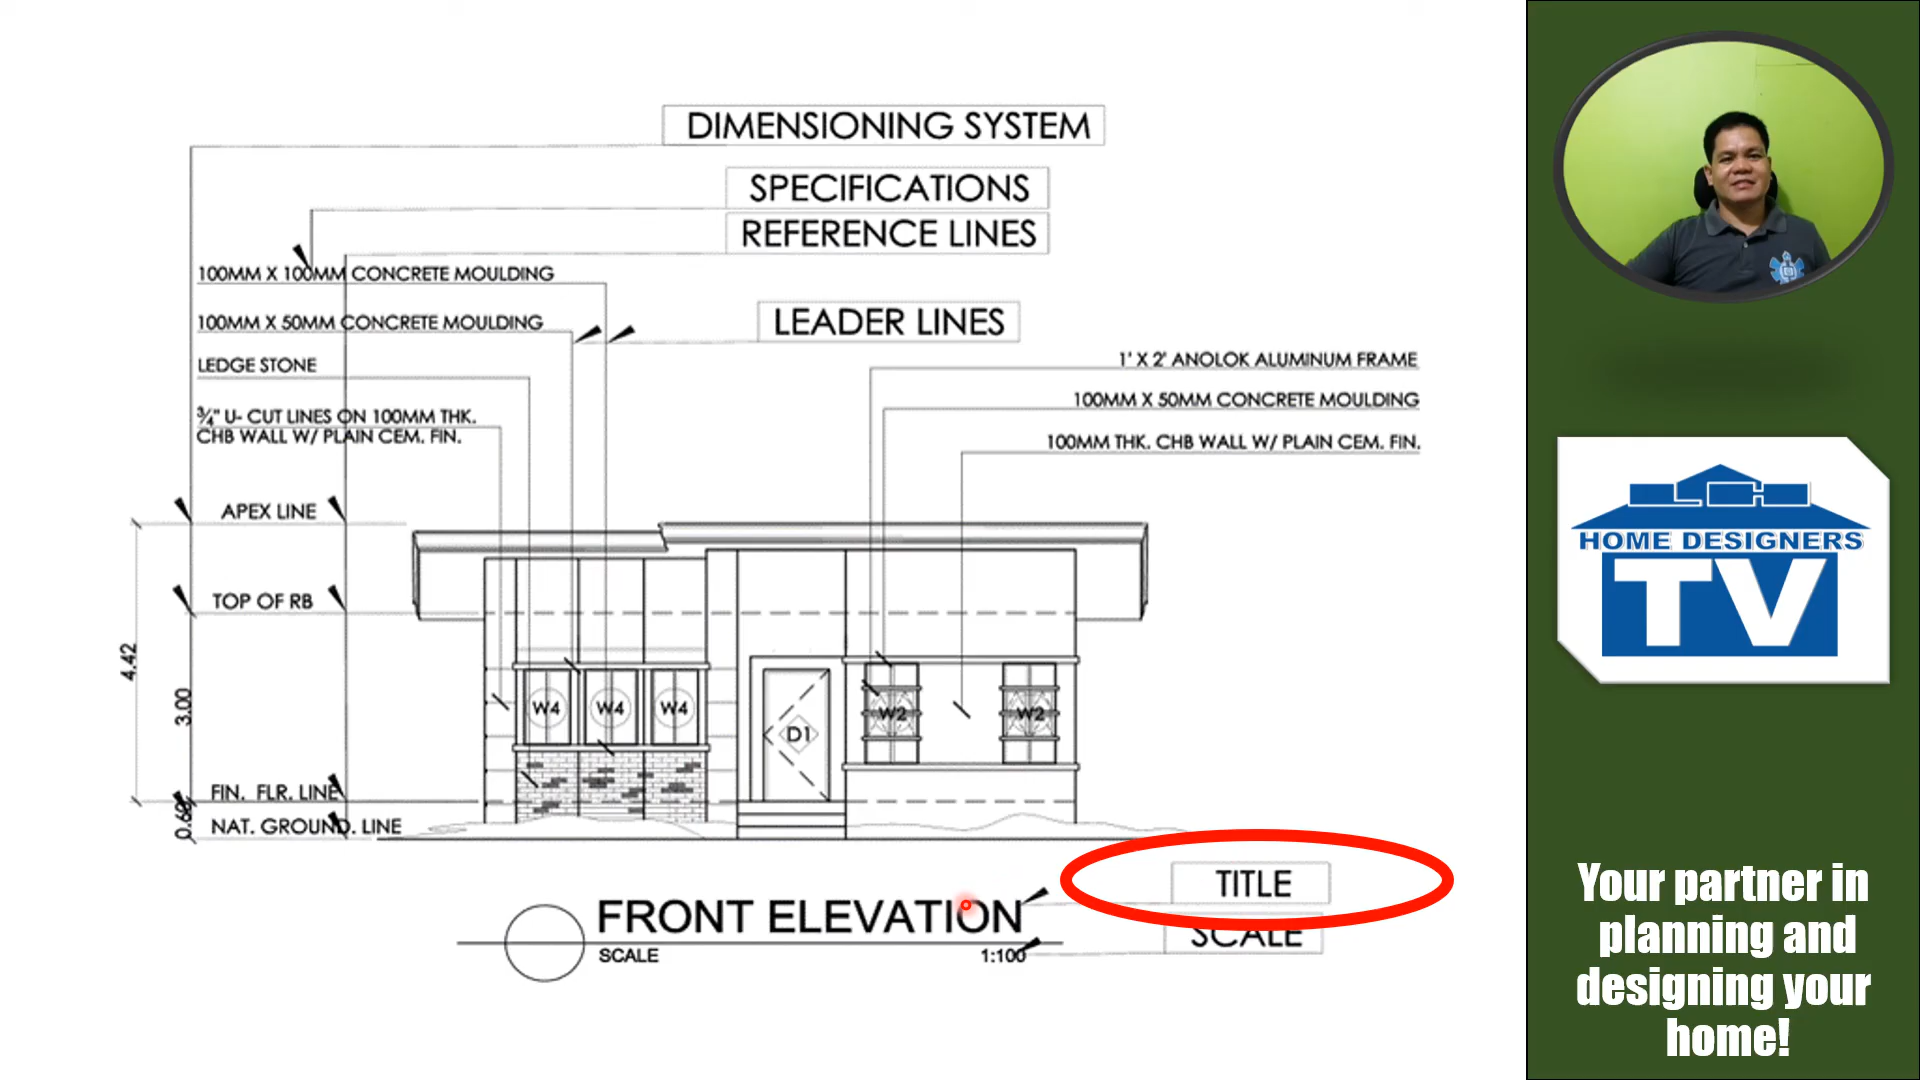 DIMENSIONING SYSTEM
SPECIFICATIONS
REFERENCE LINES
100MM X 100MM CONCRETE MOULDING
100MM X 50MM CONCRETE MOULDING
LEADER LINES
LEDGE STONE
3/4" U- CUT LINES ON 100MM THK.
CHB WALL W/ PLAIN CEM. FIN.
1' X 2' ANOLOK ALUMINUM FRAME
100MM X 50MM CONCRETE MOULDING
100MM THK. CHB WALL W/ PLAIN CEM. FIN.
APEX LINE
TOP OF RB
4.42
3.00
W4
W4
W4
D1
W2
W2
FIN. FLR. LINE
NAT. GROUND. LINE
TITLE
FRONT ELEVATION
SCALE
SCALE
1:100
LCH
HOME DESIGNERS
TV
Your partner in
planning and
designing your
home!